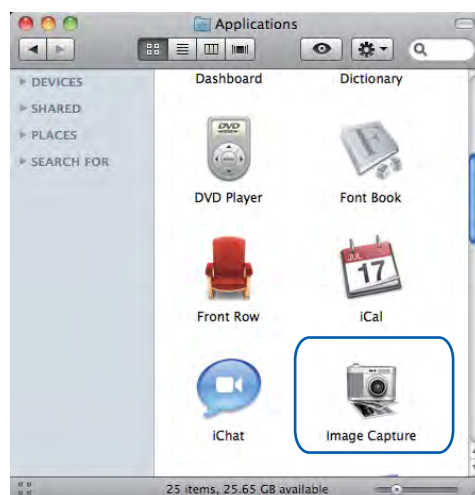 Applications
DEVICES
SHARED
PLACES
SEARCH FOR
Dashboard Dictionary
DVD
DVD Player Font Book
F
JUL
17
Front Row iCal
iChat Image Capture
25 items, 25.65 GB available